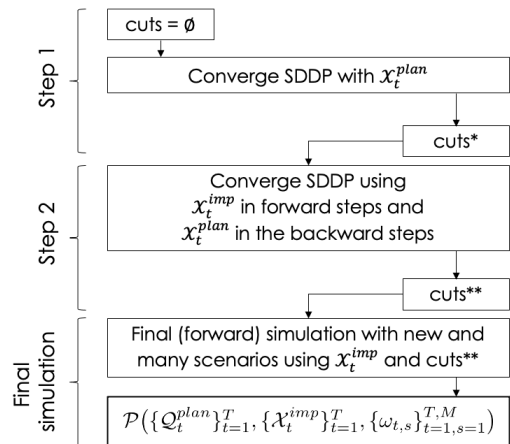 Step 1
cuts = ∅
Converge SDDP with 𝒳_t^{plan}
cuts*
Step 2
Converge SDDP using
𝒳_t^{imp} in forward steps and
𝒳_t^{plan} in the backward steps
cuts**
Final
simulation
Final (forward) simulation with new and
many scenarios using 𝒳_t^{imp} and cuts**
𝒫({𝒬_t^{plan}}_{t=1}^{T}, {𝒳_t^{imp}}_{t=1}^{T}, {ω_{t,s}}_{t=1,s=1}^{T,M})